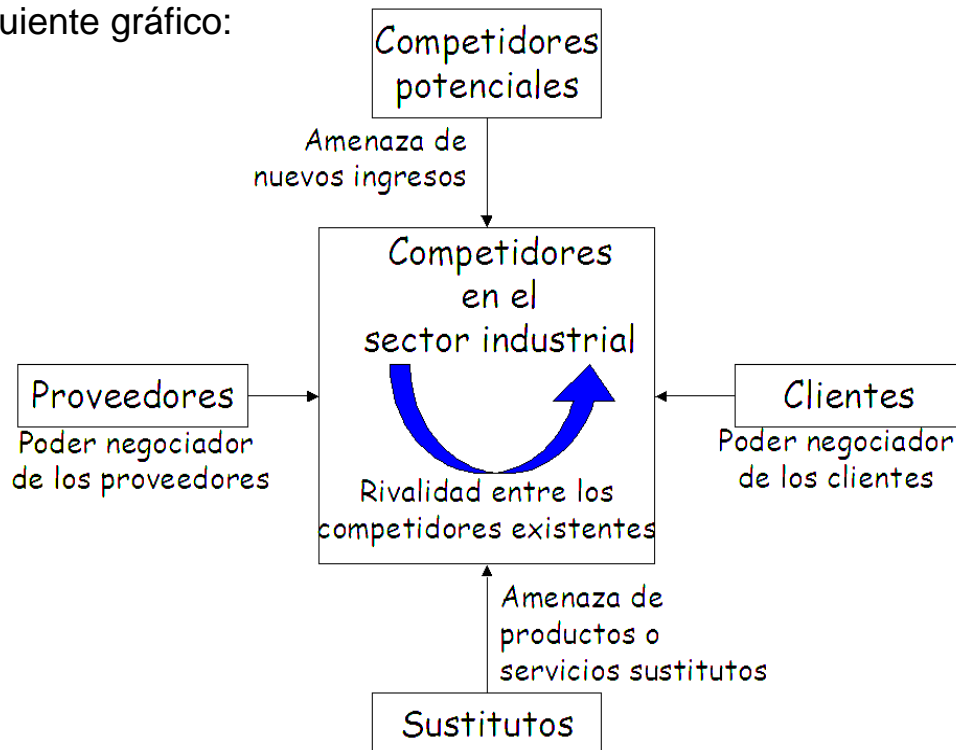 uiente gráfico:
Competidores
potenciales
Amenaza de
nuevos ingresos
Competidores
en el
sector industrial
Proveedores
Poder negociador
de los proveedores
Clientes
Poder negociador
de los clientes
Rivalidad entre los
competidores existentes
Amenaza de
productos o
servicios sustitutos
Sustitutos